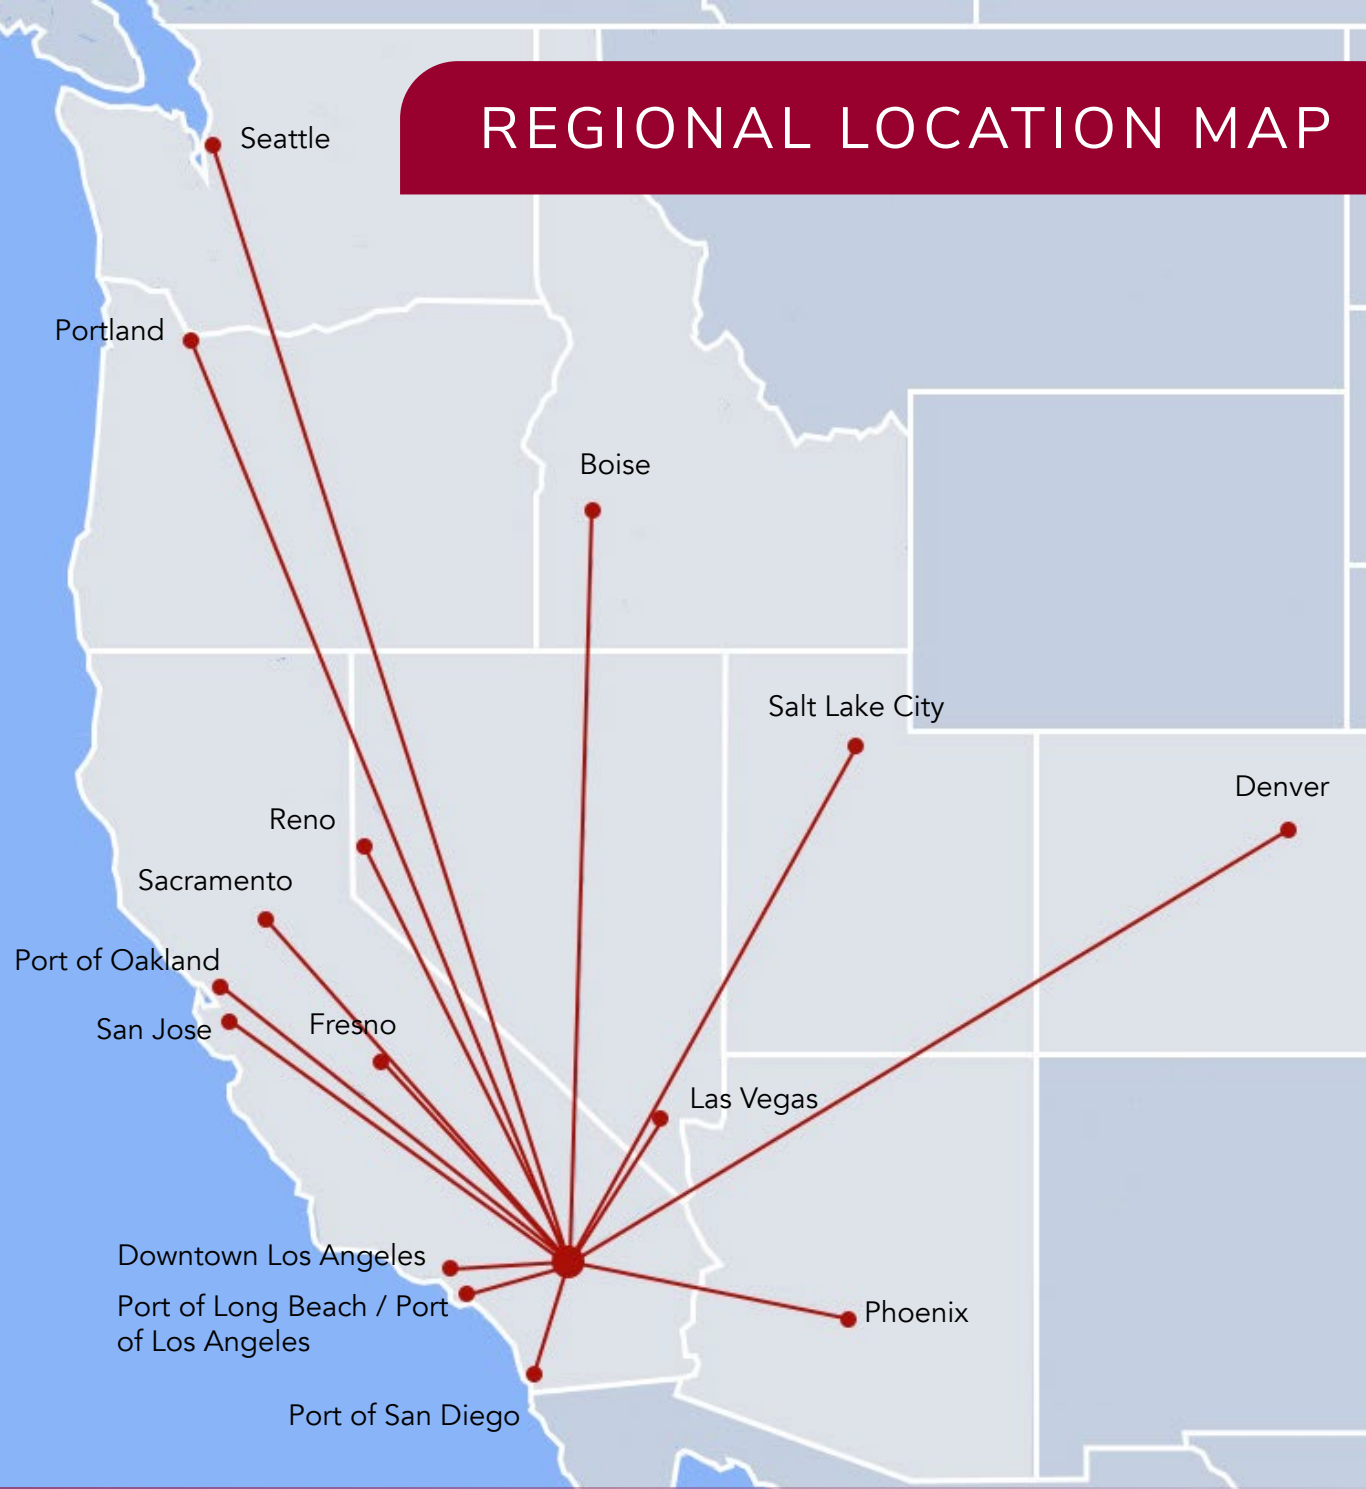 REGIONAL LOCATION MAP
Seattle
Portland
Boise
Salt Lake City
Denver
Reno
Sacramento
Port of Oakland
San Jose
Fresno
Las Vegas
Downtown Los Angeles
Port of Long Beach / Port
of Los Angeles
Phoenix
Port of San Diego